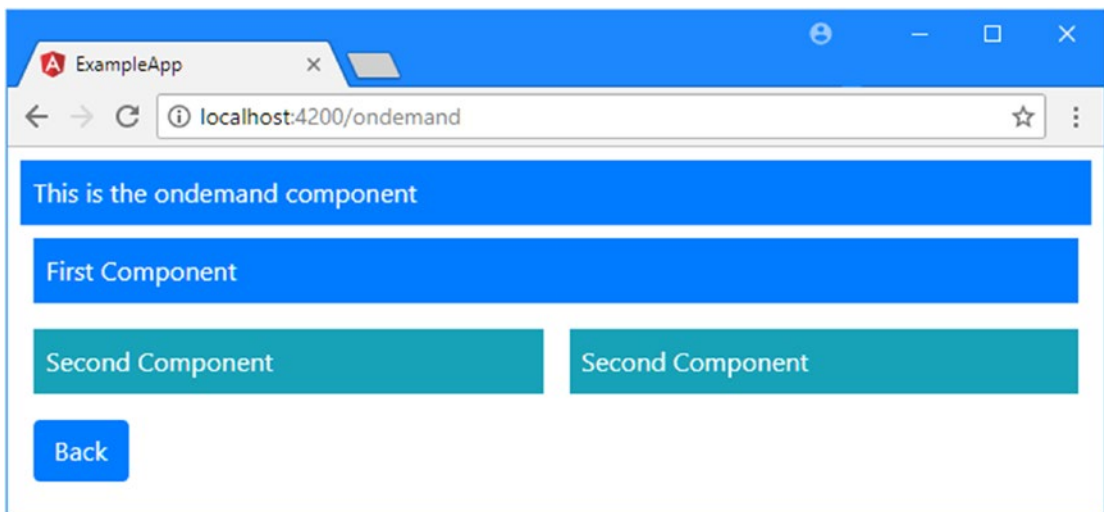 ExampleApp
localhost:4200/ondemand
This is the ondemand component
First Component
Second Component
Second Component
Back